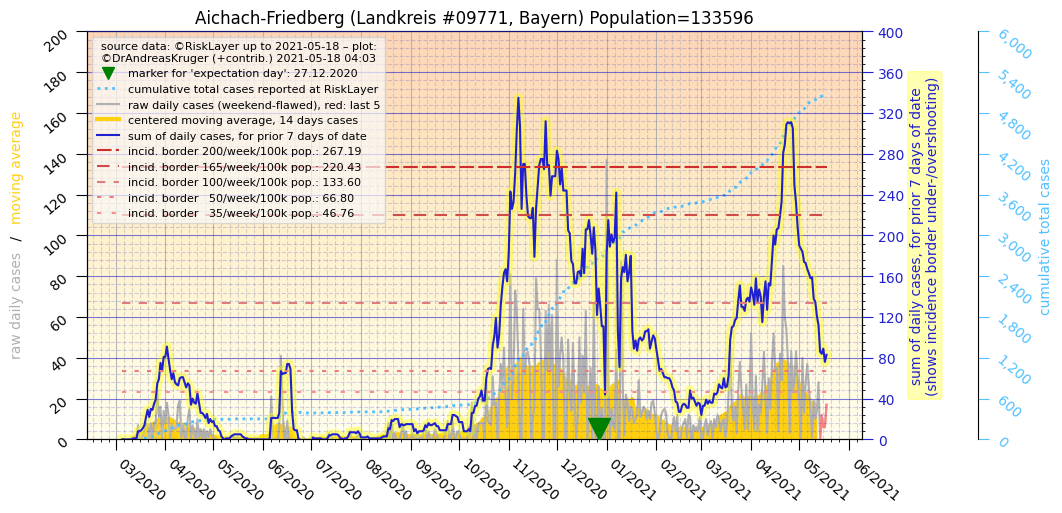 Aichach-Friedberg (Landkreis #09771, Bayern) Population=133596
source data: ©RiskLayer up to 2021-05-18 – plot:
©DrAndreasKruger (+contrib.) 2021-05-18 04:03
marker for 'expectation day': 27.12.2020
cumulative total cases reported at RiskLayer
raw daily cases (weekend-flawed), red: last 5
centered moving average, 14 days cases
sum of daily cases, for prior 7 days of date
incid. border 200/week/100k pop.: 267.19
incid. border 165/week/100k pop.: 220.43
incid. border 100/week/100k pop.: 133.60
incid. border 50/week/100k pop.: 66.80
incid. border 35/week/100k pop.: 46.76
raw daily cases / moving average
200
180
160
140
120
100
80
60
40
20
0
03/2020
04/2020
05/2020
06/2020
07/2020
08/2020
09/2020
10/2020
11/2020
12/2020
01/2021
02/2021
03/2021
04/2021
05/2021
06/2021
400
360
320
280
240
200
160
120
80
40
0
sum of daily cases, for prior 7 days of date
(shows incidence border under-/overshooting)
6,000
5,400
4,800
4,200
3,600
3,000
2,400
1,800
1,200
600
0
cumulative total cases